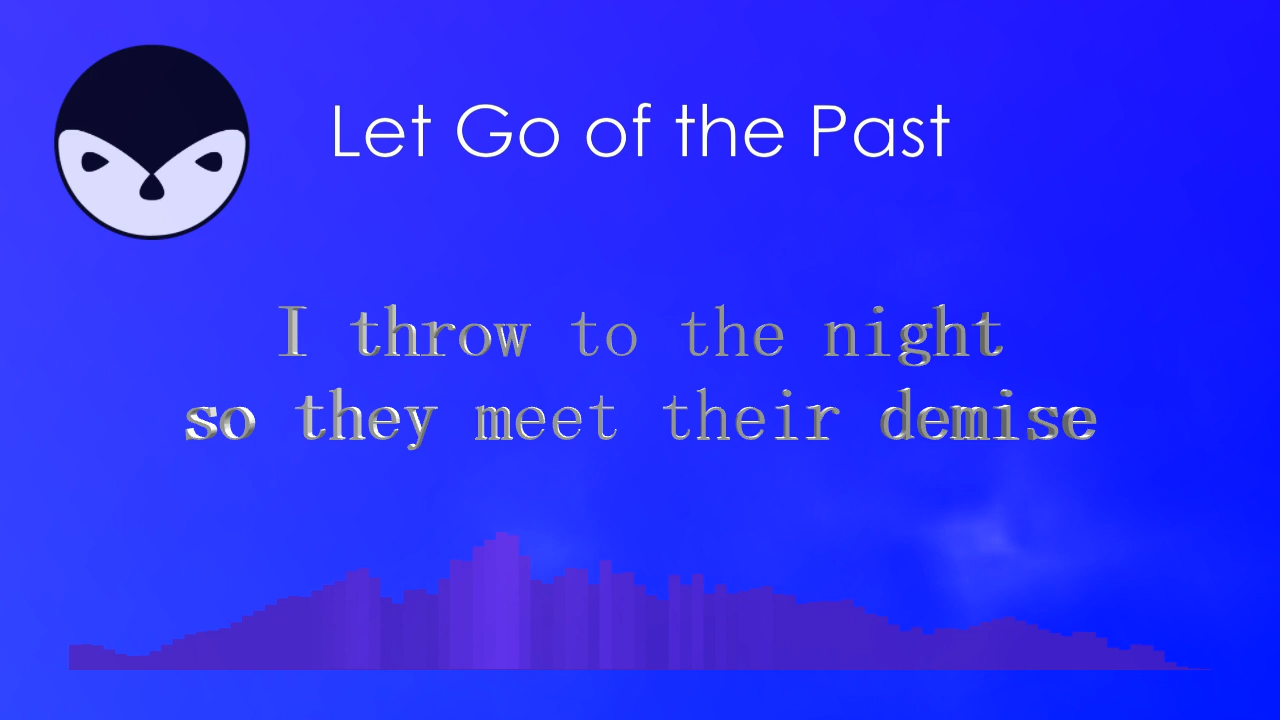 Let Go of the Past
I throw to the night
so they meet their demise